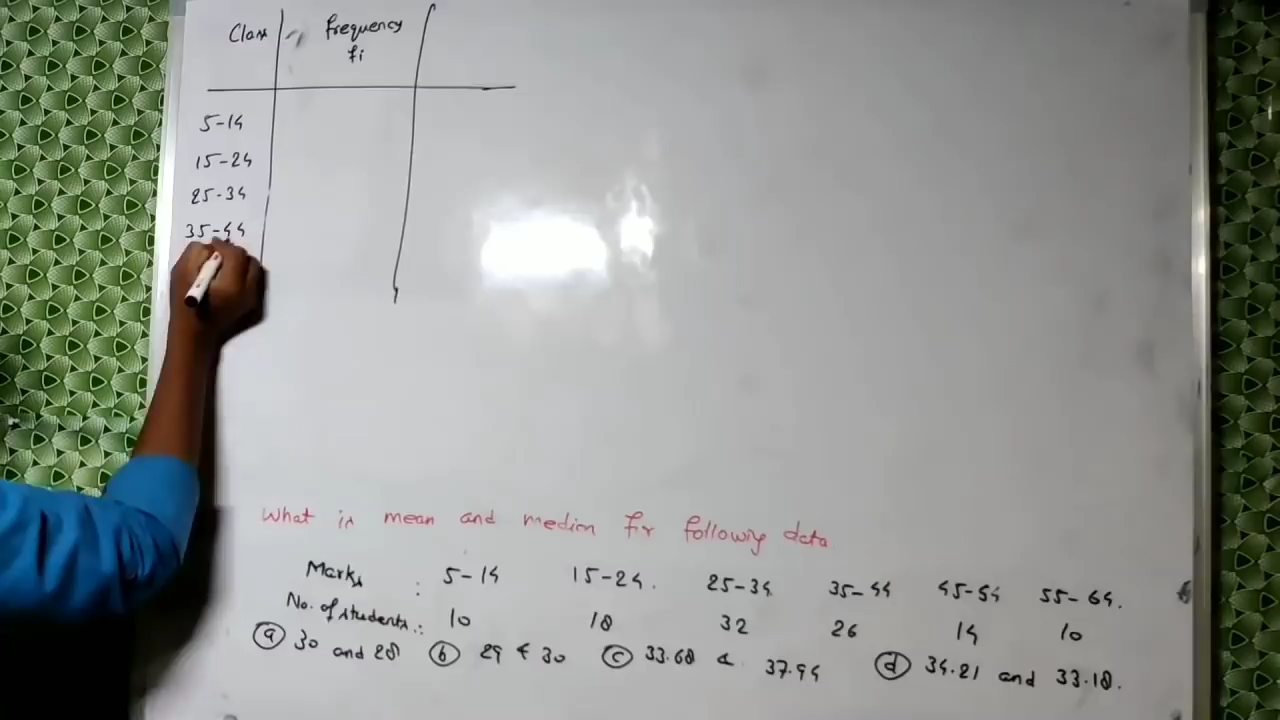 Class frequency
fi
5-14
15-24
25-34
35-44
What is mean and median for following data
Marks : 5-14 15-24. 25-34 35-44 45-54 55-64.
No. of students : 10 18 32 26 14 10
(a) 30 and 28 (b) 29 & 30 (c) 33.68 & 37.94 (d) 34.21 and 33.18.